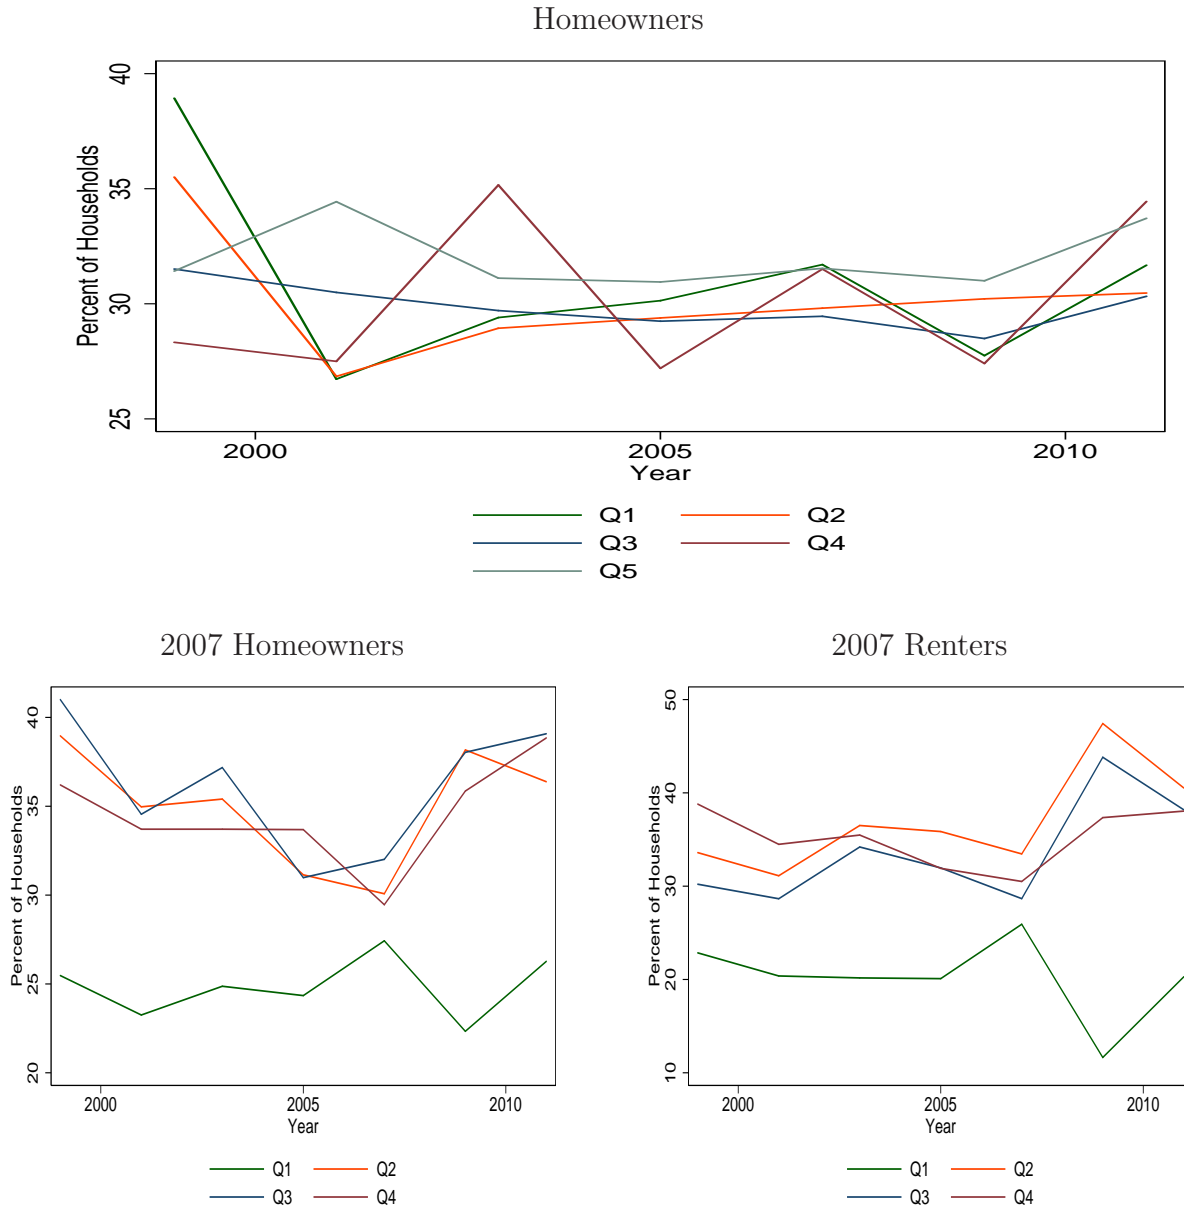 Homeowners
Percent of Households
40
35
30
25
2000 2005 2010
Year
Q1 Q2
Q3 Q4
Q5
2007 Homeowners
Percent of Households
40
35
30
25
20
2000 2005 2010
Year
Q1 Q2
Q3 Q4
2007 Renters
Percent of Households
50
40
30
20
10
2000 2005 2010
Year
Q1 Q2
Q3 Q4